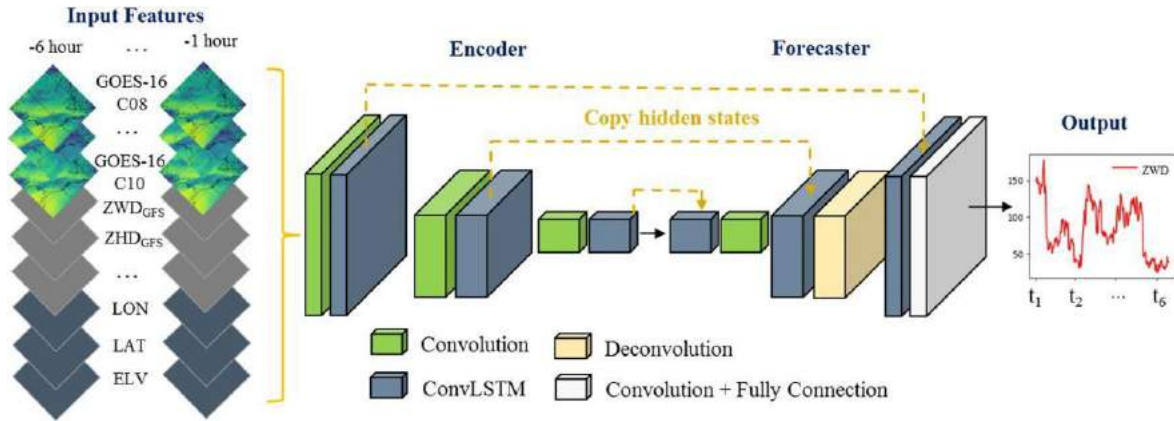 Input Features
-6 hour ... -1 hour
GOES-16
C08
...
GOES-16
C10
ZWD_GFS
ZHD_GFS
...
LON
LAT
ELV
Encoder
Forecaster
Copy hidden states
Convolution
Deconvolution
ConvLSTM
Convolution + Fully Connection
Output
ZWD
150
100
50
t1 t2 ... t6